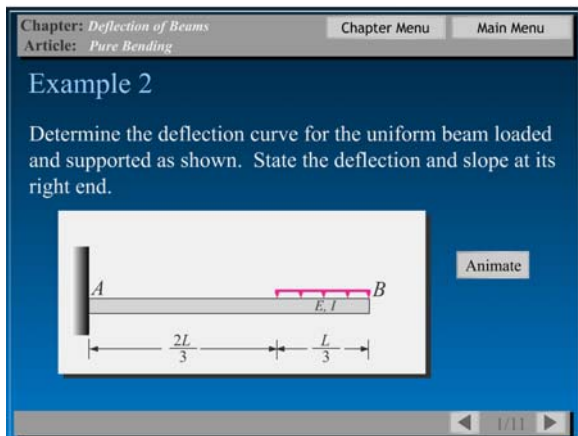 Chapter: Deflection of Beams
Article: Pure Bending
Chapter Menu
Main Menu
Example 2
Determine the deflection curve for the uniform beam loaded
and supported as shown. State the deflection and slope at its
right end.
A
B
E, I
2L
3
L
3
Animate
1/11